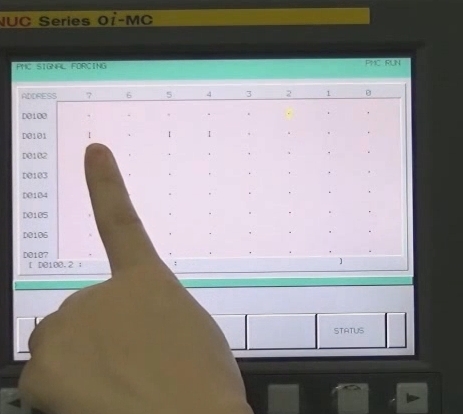 NUC Series 0i-MC
PMC SIGNAL FORCING PMC RUN
ADDRESS 7 6 5 4 3 2 1 0
D0100 . . . . . . . .
D0101 I . I I . . . .
D0102 . . . . . . .
D0103 . . . . . . .
D0104 . . . . . .
D0105 . . . . . . .
D0106 . . . . . . .
D0107 . . . . . . .
( D0100.2 : : )
STATUS